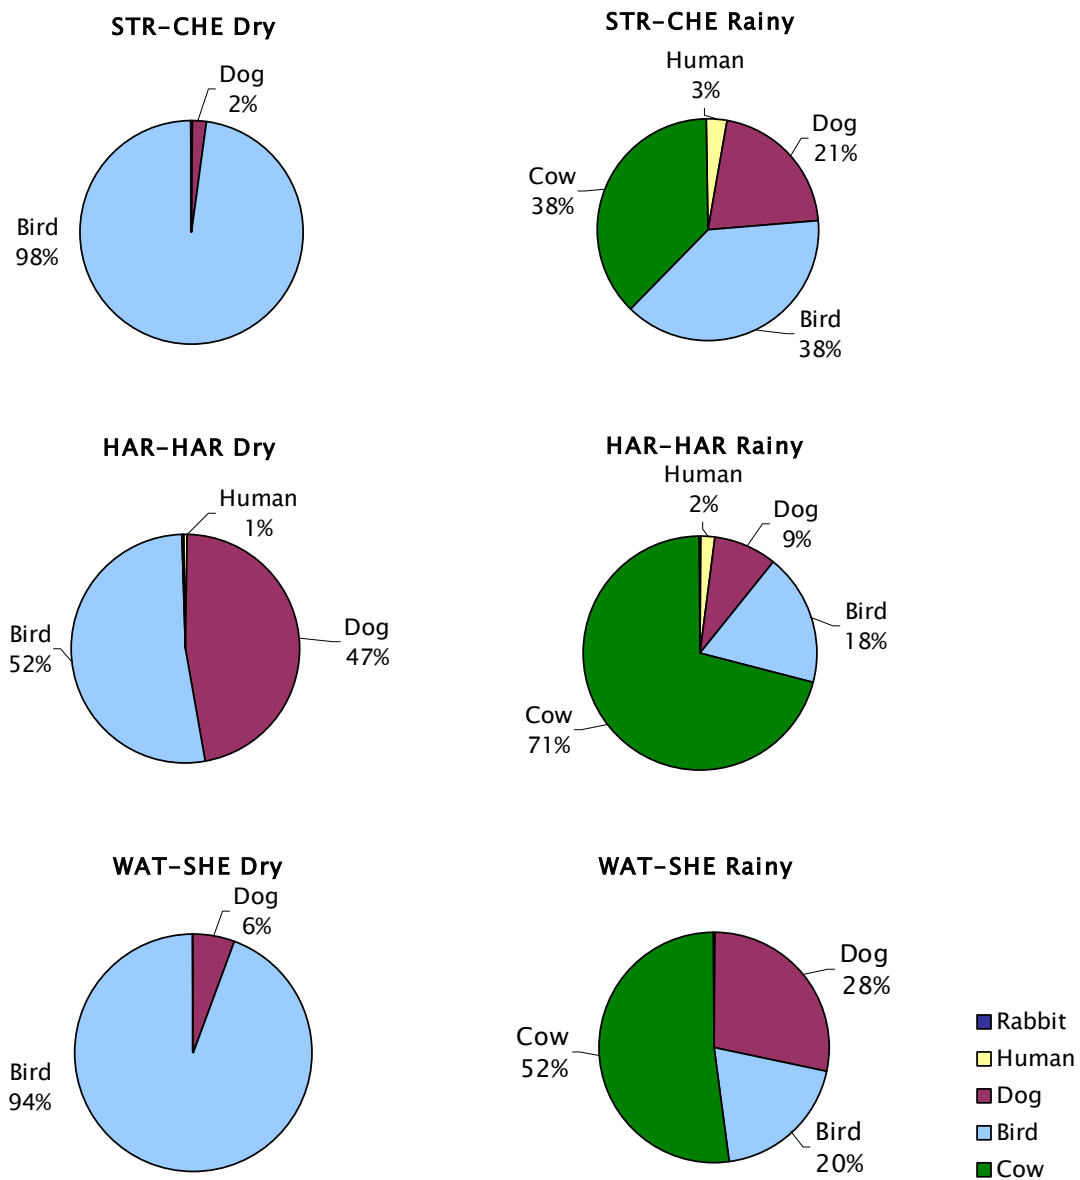 STR-CHE Dry
Dog
2%
Bird
98%
STR-CHE Rainy
Human
3%
Dog
21%
Cow
38%
Bird
38%
HAR-HAR Dry
Human
1%
Bird
52%
Dog
47%
HAR-HAR Rainy
Human
2%
Dog
9%
Bird
18%
Cow
71%
WAT-SHE Dry
Dog
6%
Bird
94%
WAT-SHE Rainy
Dog
28%
Cow
52%
Bird
20%
Rabbit
Human
Dog
Bird
Cow